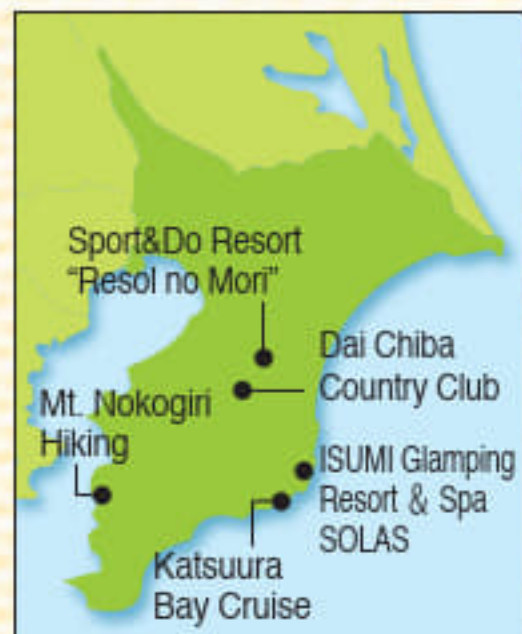 Sport&Do Resort
“Resol no Mori”
Dai Chiba
Country Club
Mt. Nokogiri
Hiking
ISUMI Glamping
Resort & Spa
SOLAS
Katsuura
Bay Cruise